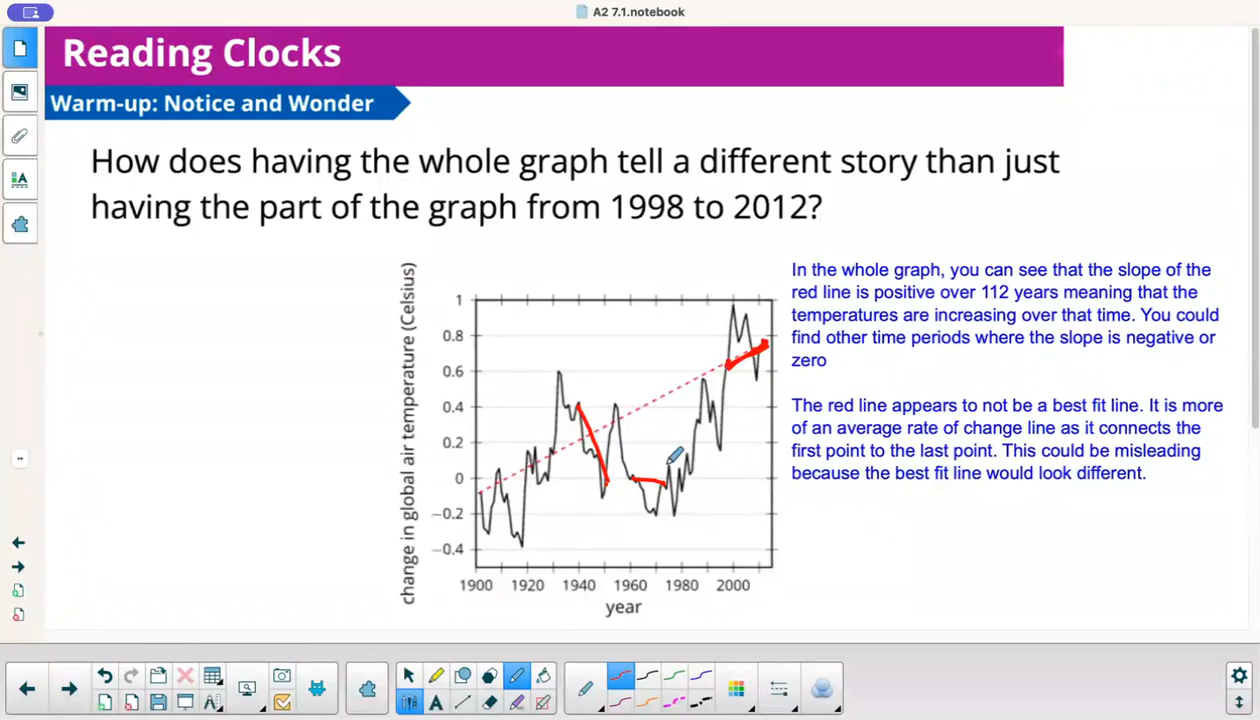 A2 7.1.notebook
Reading Clocks
Warm-up: Notice and Wonder
How does having the whole graph tell a different story than just
having the part of the graph from 1998 to 2012?
In the whole graph, you can see that the slope of the
red line is positive over 112 years meaning that the
temperatures are increasing over that time. You could
find other time periods where the slope is negative or
zero
The red line appears to not be a best fit line. It is more
of an average rate of change line as it connects the
first point to the last point. This could be misleading
because the best fit line would look different.
change in global air temperature (Celsius)
1
0.8
0.6
0.4
0.2
0
−0.2
−0.4
1900 1920 1940 1960 1980 2000
year